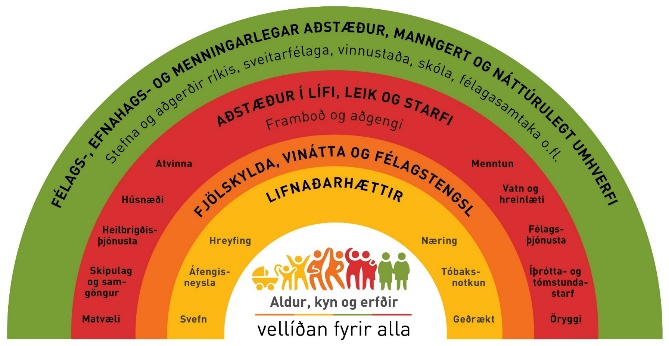 FÉLAGS-, EFNAHAGS- OG MENNINGARLEGAR AÐSTÆÐUR, MANNGERT OG NÁTTÚRULEGT UMHVERFI
Stefna og aðgerðir ríkis, sveitarfélaga, vinnustaða, skóla, félagasamtaka o.fl.
AÐSTÆÐUR Í LÍFI, LEIK OG STARFI
Framboð og aðgengi
Atvinna
Húsnæði
Heilbrigðis-
þjónusta
Skipulag
og sam-
göngur
Matvæli
Menntun
Vatn og
hreinlæti
Félags-
þjónusta
Íþrótta- og
tómstunda-
starf
Öryggi
FJÖLSKYLDA, VINÁTTA OG FÉLAGSTENGSL
LIFNAÐARHÆTTIR
Hreyfing
Áfengis-
neysla
Svefn
Næring
Tóbaks-
notkun
Geðrækt
Aldur, kyn og erfðir
vellíðan fyrir alla